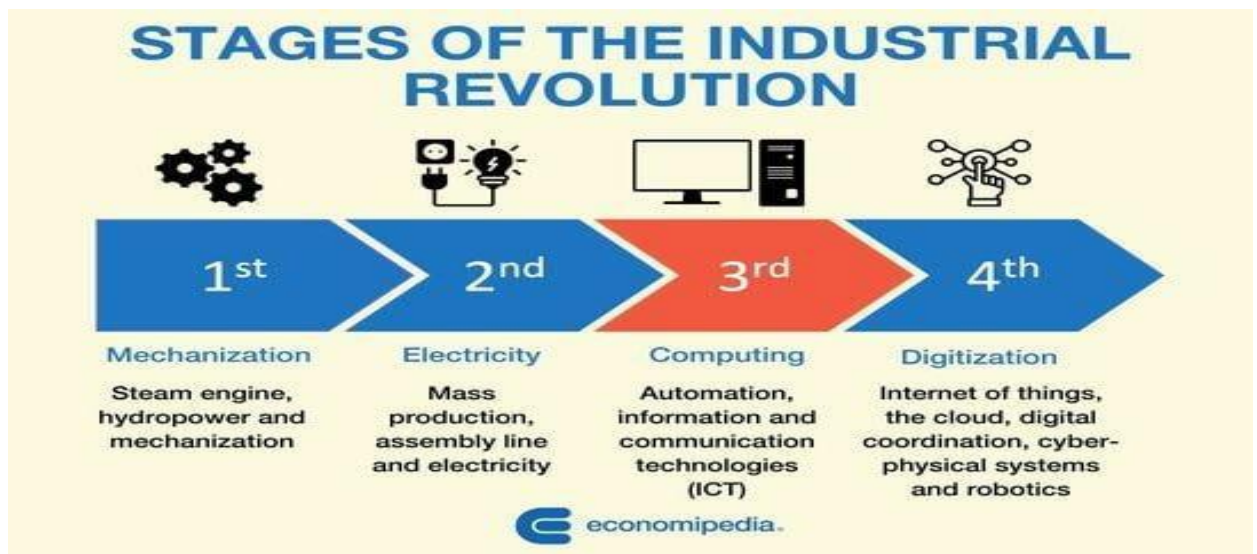 STAGES OF THE INDUSTRIAL
REVOLUTION
1st
2nd
3rd
4th
Mechanization
Steam engine,
hydropower and
mechanization
Electricity
Mass
production,
assembly line
and electricity
Computing
Automation,
information and
communication
technologies
(ICT)
Digitization
Internet of things,
the cloud, digital
coordination, cyber-
physical systems
and robotics
economipedia.